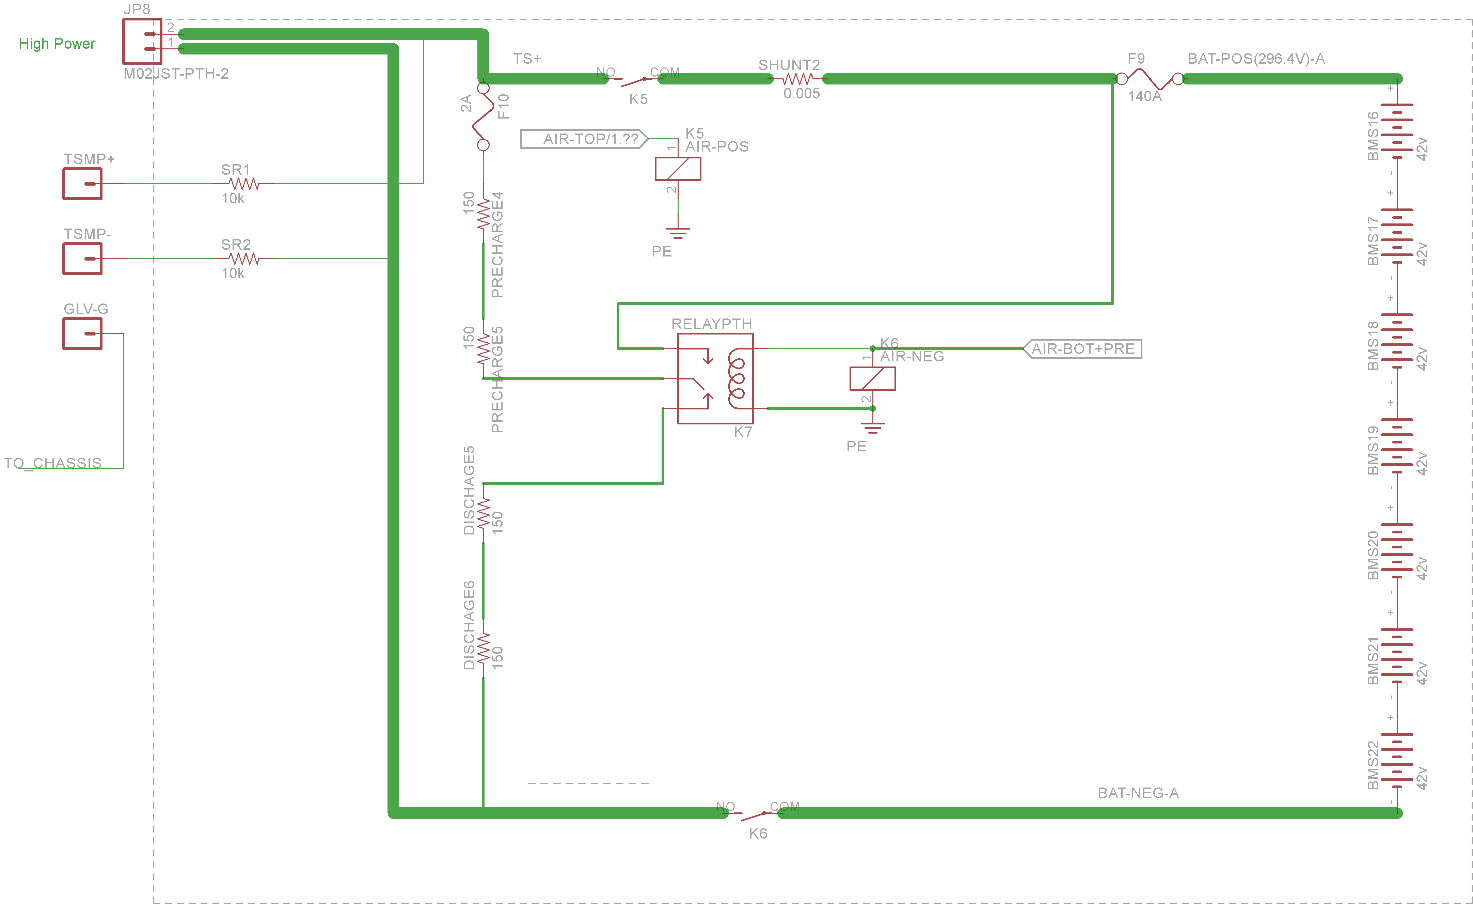 JP8
2
1
High Power
M02JST-PTH-2
TS+
NO
COM
K5
SHUNT2
0.005
F9
140A
BAT-POS(296.4V)-A
2A
F10
AIR-TOP/1.??
K5
AIR-POS
1
2
PE
TSMP+
SR1
10k
TSMP-
SR2
10k
GLV-G
TO_CHASSIS
150
PRECHARGE4
150
PRECHARGE5
RELAYPTH
K7
K6
AIR-NEG
1
2
PE
AIR-BOT+PRE
DISCHAGE5
150
DISCHAGE6
150
+
BMS16
42v
-
+
BMS17
42v
-
+
BMS18
42v
-
+
BMS19
42v
-
+
BMS20
42v
-
+
BMS21
42v
-
+
BMS22
42v
-
NO
COM
K6
BAT-NEG-A